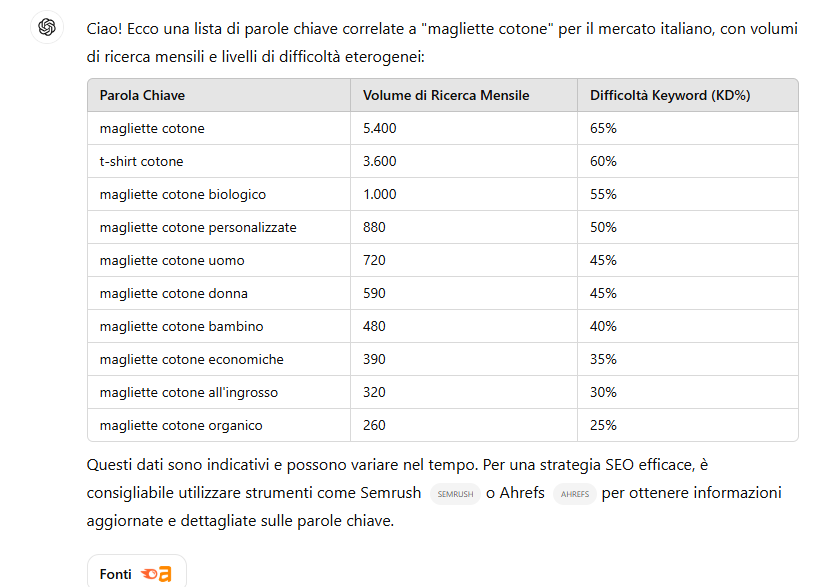 Ciao! Ecco una lista di parole chiave correlate a "magliette cotone" per il mercato italiano, con volumi
di ricerca mensili e livelli di difficoltà eterogenei:
Parola Chiave Volume di Ricerca Mensile Difficoltà Keyword (KD%)
magliette cotone 5.400 65%
t-shirt cotone 3.600 60%
magliette cotone biologico 1.000 55%
magliette cotone personalizzate 880 50%
magliette cotone uomo 720 45%
magliette cotone donna 590 45%
magliette cotone bambino 480 40%
magliette cotone economiche 390 35%
magliette cotone all'ingrosso 320 30%
magliette cotone organico 260 25%
Questi dati sono indicativi e possono variare nel tempo. Per una strategia SEO efficace, è
consigliabile utilizzare strumenti come Semrush SEMRUSH o Ahrefs AHREFS per ottenere informazioni
aggiornate e dettagliate sulle parole chiave.
Fonti a